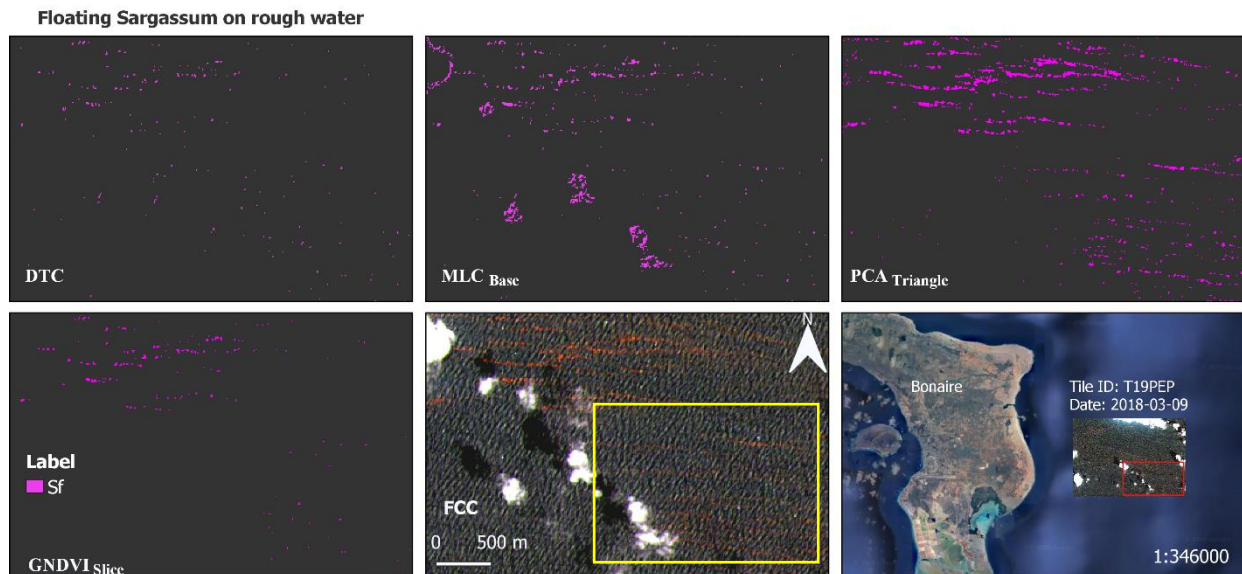 Floating Sargassum on rough water
DTC
MLC Base
PCA Triangle
Label
Sf
GNDVI Slice
N
FCC
0 500 m
Bonaire
Tile ID: T19PEP
Date: 2018-03-09
1:346000